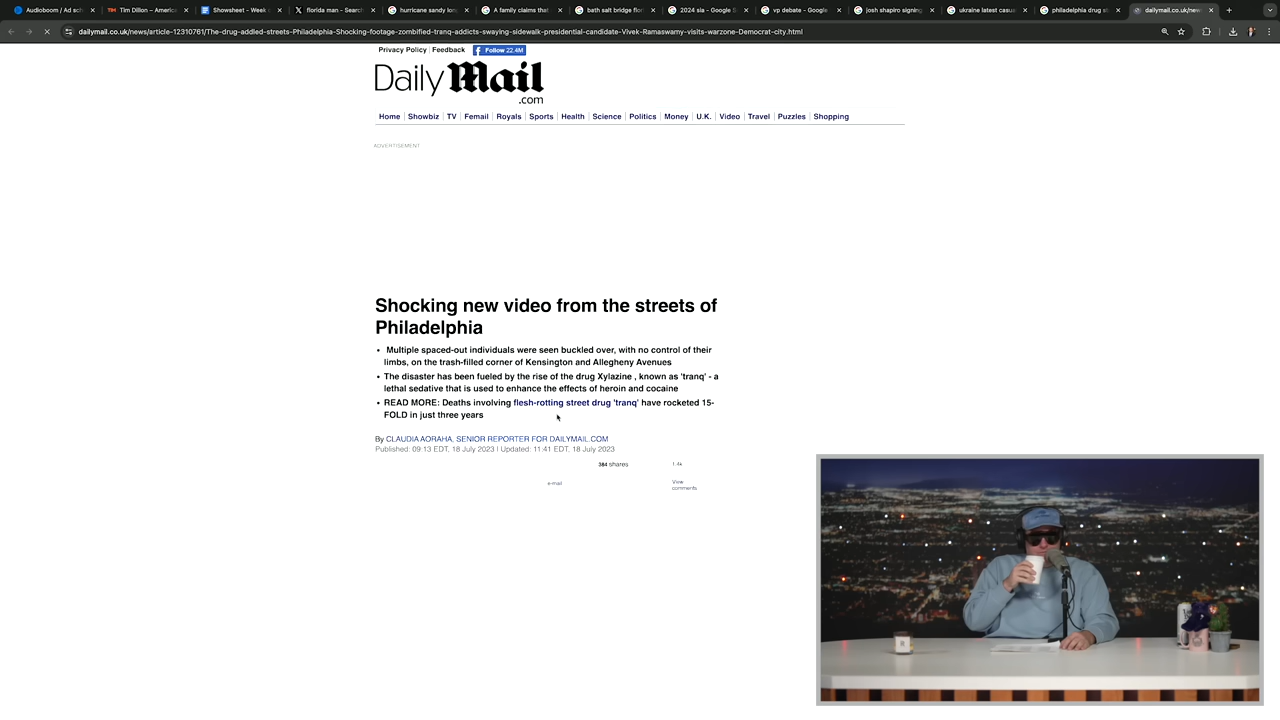 Audioboom / Ad sc
Tim Dillon – Americ
Showsheet - Week
florida man - Searc
hurricane sandy lon
A family claims that
bath salt bridge flor
2024 sia - Google S
vp debate - Google
josh shapiro signing
ukraine latest casua
philadelphia drug s
dailymail.co.uk/new
dailymail.co.uk/news/article-12310761/The-drug-addled-streets-Philadelphia-Shocking-footage-zombified-tranq-addicts-swaying-sidewalk-presidential-candidate-Vivek-Ramaswamy-visits-warzone-Democrat-city.html
Privacy Policy | Feedback Follow 22.4M
Daily Mail
.com
Home Showbiz TV Femail Royals Sports Health Science Politics Money U.K. Video Travel Puzzles Shopping
ADVERTISEMENT
Shocking new video from the streets of
Philadelphia
• Multiple spaced-out individuals were seen buckled over, with no control of their
limbs, on the trash-filled corner of Kensington and Allegheny Avenues
• The disaster has been fueled by the rise of the drug Xylazine , known as 'tranq' - a
lethal sedative that is used to enhance the effects of heroin and cocaine
• READ MORE: Deaths involving flesh-rotting street drug 'tranq' have rocketed 15-
FOLD in just three years
By CLAUDIA AORAHA, SENIOR REPORTER FOR DAILYMAIL.COM
Published: 09:13 EDT, 18 July 2023 | Updated: 11:41 EDT, 18 July 2023
384 shares
1.4k
e-mail
View
comments